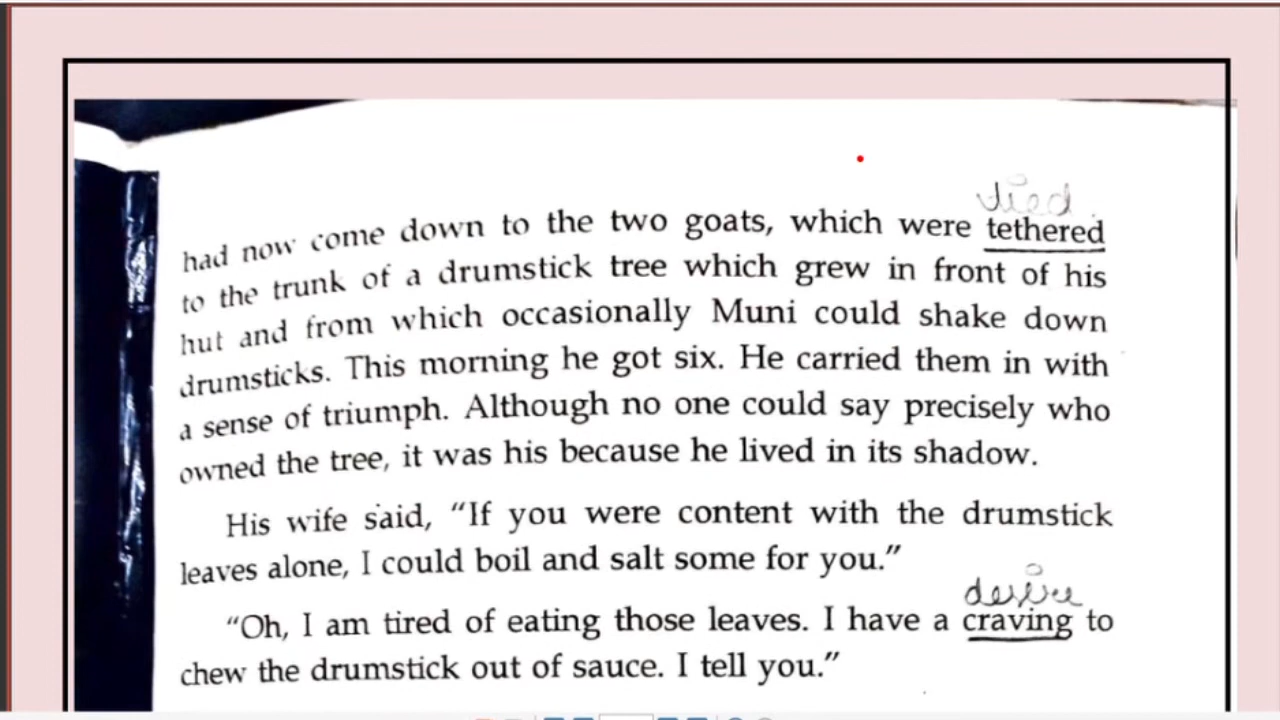 tied
had now come down to the two goats, which were tethered
to the trunk of a drumstick tree which grew in front of his
hut and from which occasionally Muni could shake down
drumsticks. This morning he got six. He carried them in with
a sense of triumph. Although no one could say precisely who
owned the tree, it was his because he lived in its shadow.
His wife said, “If you were content with the drumstick
leaves alone, I could boil and salt some for you.”
desire
“Oh, I am tired of eating those leaves. I have a craving to
chew the drumstick out of sauce. I tell you.”